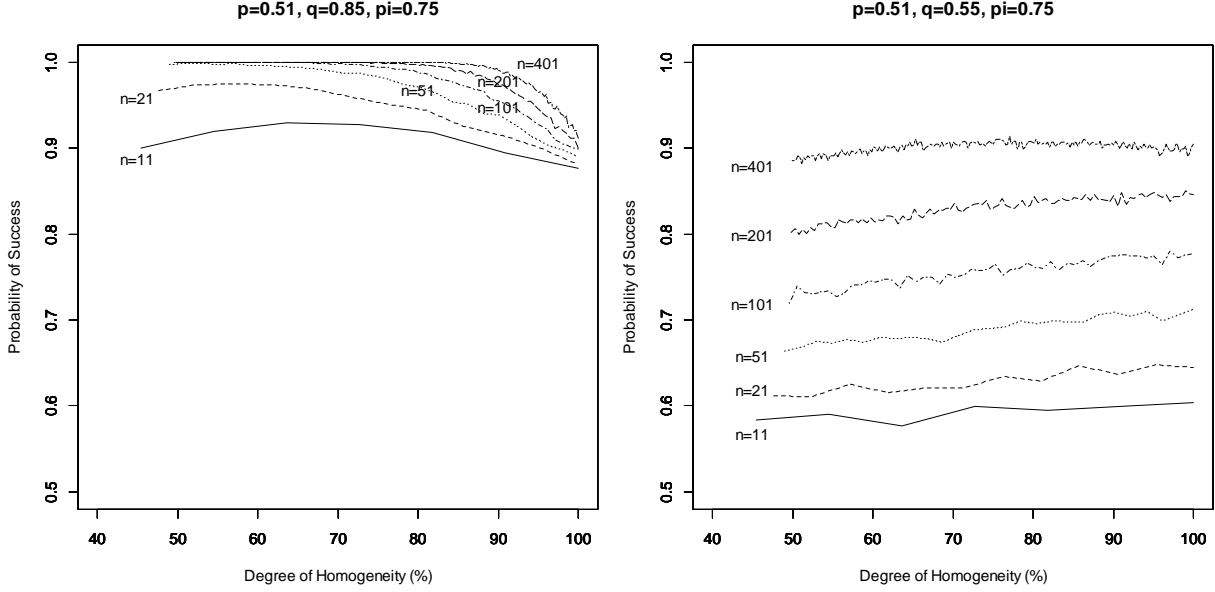 p=0.51, q=0.85, pi=0.75
Probability of Success
1.0
0.9
0.8
0.7
0.6
0.5
n=401
n=201
n=51
n=101
n=21
n=11
40 50 60 70 80 90 100
Degree of Homogeneity (%)
p=0.51, q=0.55, pi=0.75
Probability of Success
1.0
0.9
0.8
0.7
0.6
0.5
n=401
n=201
n=101
n=51
n=21
n=11
40 50 60 70 80 90 100
Degree of Homogeneity (%)